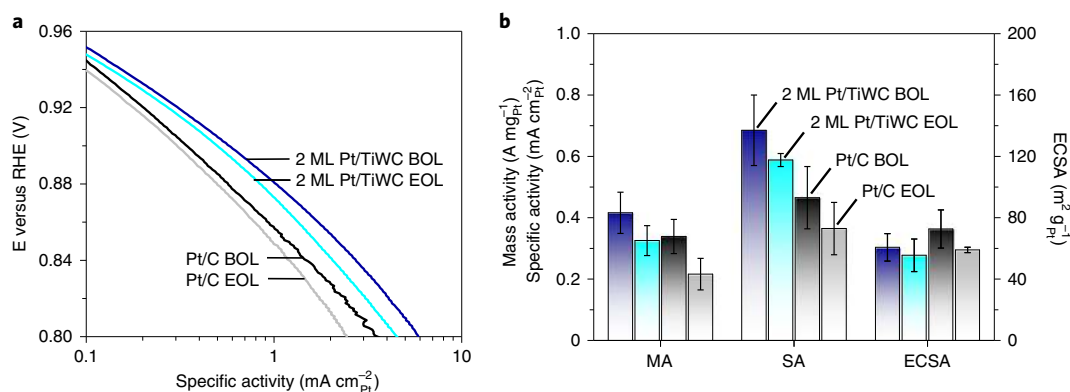 a
0.96
0.92
0.88
0.84
0.80
E versus RHE (V)
2 ML Pt/TiWC BOL
2 ML Pt/TiWC EOL
Pt/C BOL
Pt/C EOL
0.1
1
10
Specific activity (mA cm⁻²Pt)
b
1.0
0.8
0.6
0.4
0.2
0
Mass activity (A mg⁻¹Pt)
Specific activity (mA cm⁻²Pt)
2 ML Pt/TiWC BOL
2 ML Pt/TiWC EOL
Pt/C BOL
Pt/C EOL
MA
SA
ECSA
200
160
120
80
40
0
ECSA (m² g⁻¹Pt)